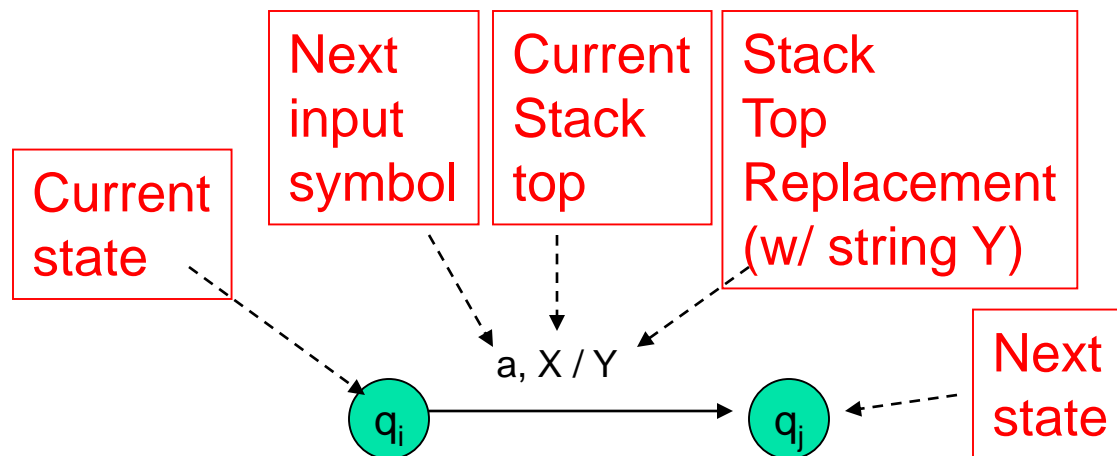 Next
input
symbol
Current
Stack
top
Stack
Top
Replacement
(w/ string Y)
Current
state
a, X / Y
Next
state
qi
qj